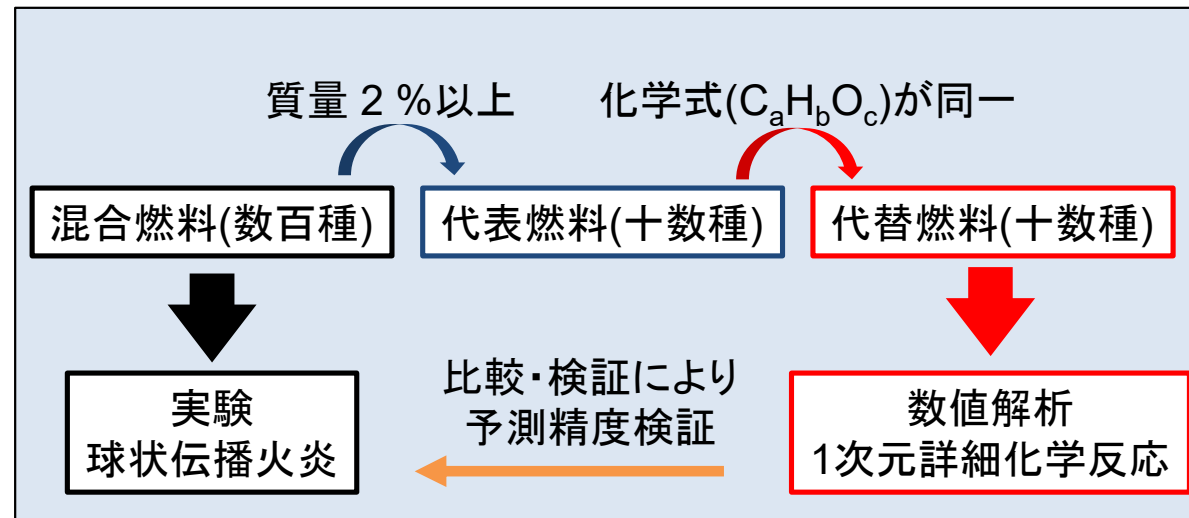 質量 2 %以上
化学式(CaHbOc)が同一
混合燃料(数百種)
代表燃料(十数種)
代替燃料(十数種)
実験
球状伝播火炎
比較・検証により
予測精度検証
数値解析
1次元詳細化学反応